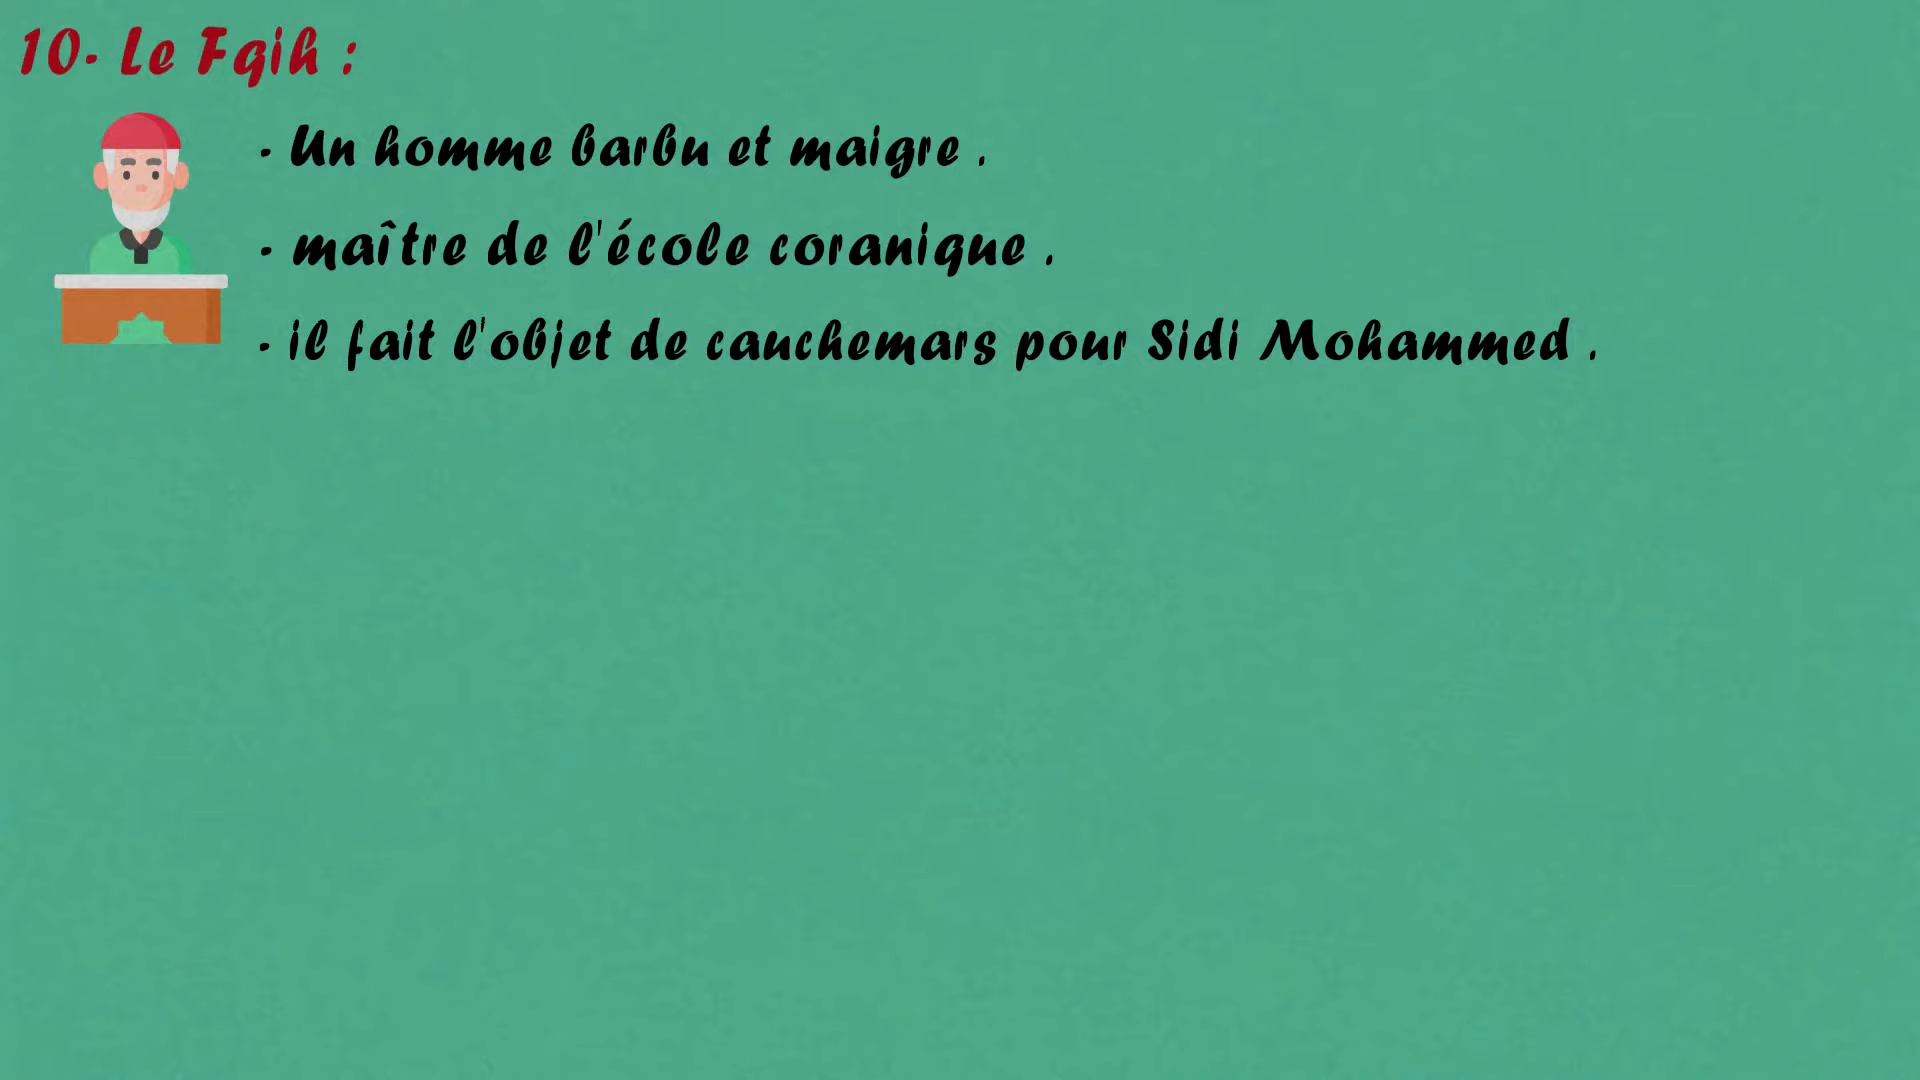 10- Le Fqih :
- Un homme barbu et maigre .
- maître de l'école coranique .
- il fait l'objet de cauchemars pour Sidi Mohammed .